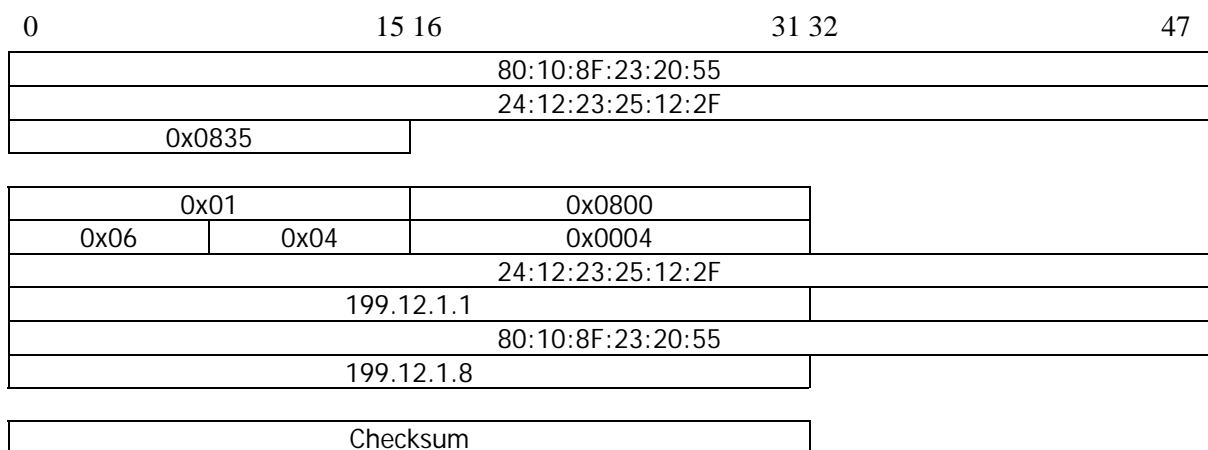 0 15 16 31 32 47
80:10:8F:23:20:55
24:12:23:25:12:2F
0x0835
0x01 0x0800
0x06 0x04 0x0004
24:12:23:25:12:2F
199.12.1.1
80:10:8F:23:20:55
199.12.1.8
Checksum